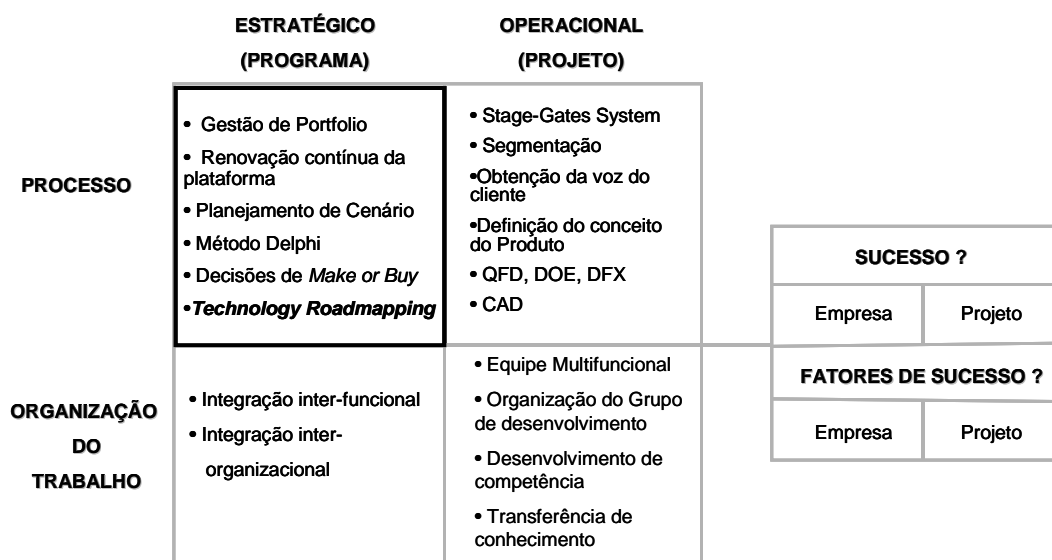 ESTRATÉGICO
(PROGRAMA)
OPERACIONAL
(PROJETO)
PROCESSO
• Gestão de Portfolio
• Renovação contínua da
plataforma
• Planejamento de Cenário
• Método Delphi
• Decisões de Make or Buy
•Technology Roadmapping
• Stage-Gates System
• Segmentação
•Obtenção da voz do
cliente
•Definição do conceito
do Produto
• QFD, DOE, DFX
• CAD
ORGANIZAÇÃO
DO
TRABALHO
• Integração inter-funcional
• Integração inter-
organizacional
• Equipe Multifuncional
• Organização do Grupo
de desenvolvimento
• Desenvolvimento de
competência
• Transferência de
conhecimento
SUCESSO ?
Empresa
Projeto
FATORES DE SUCESSO ?
Empresa
Projeto